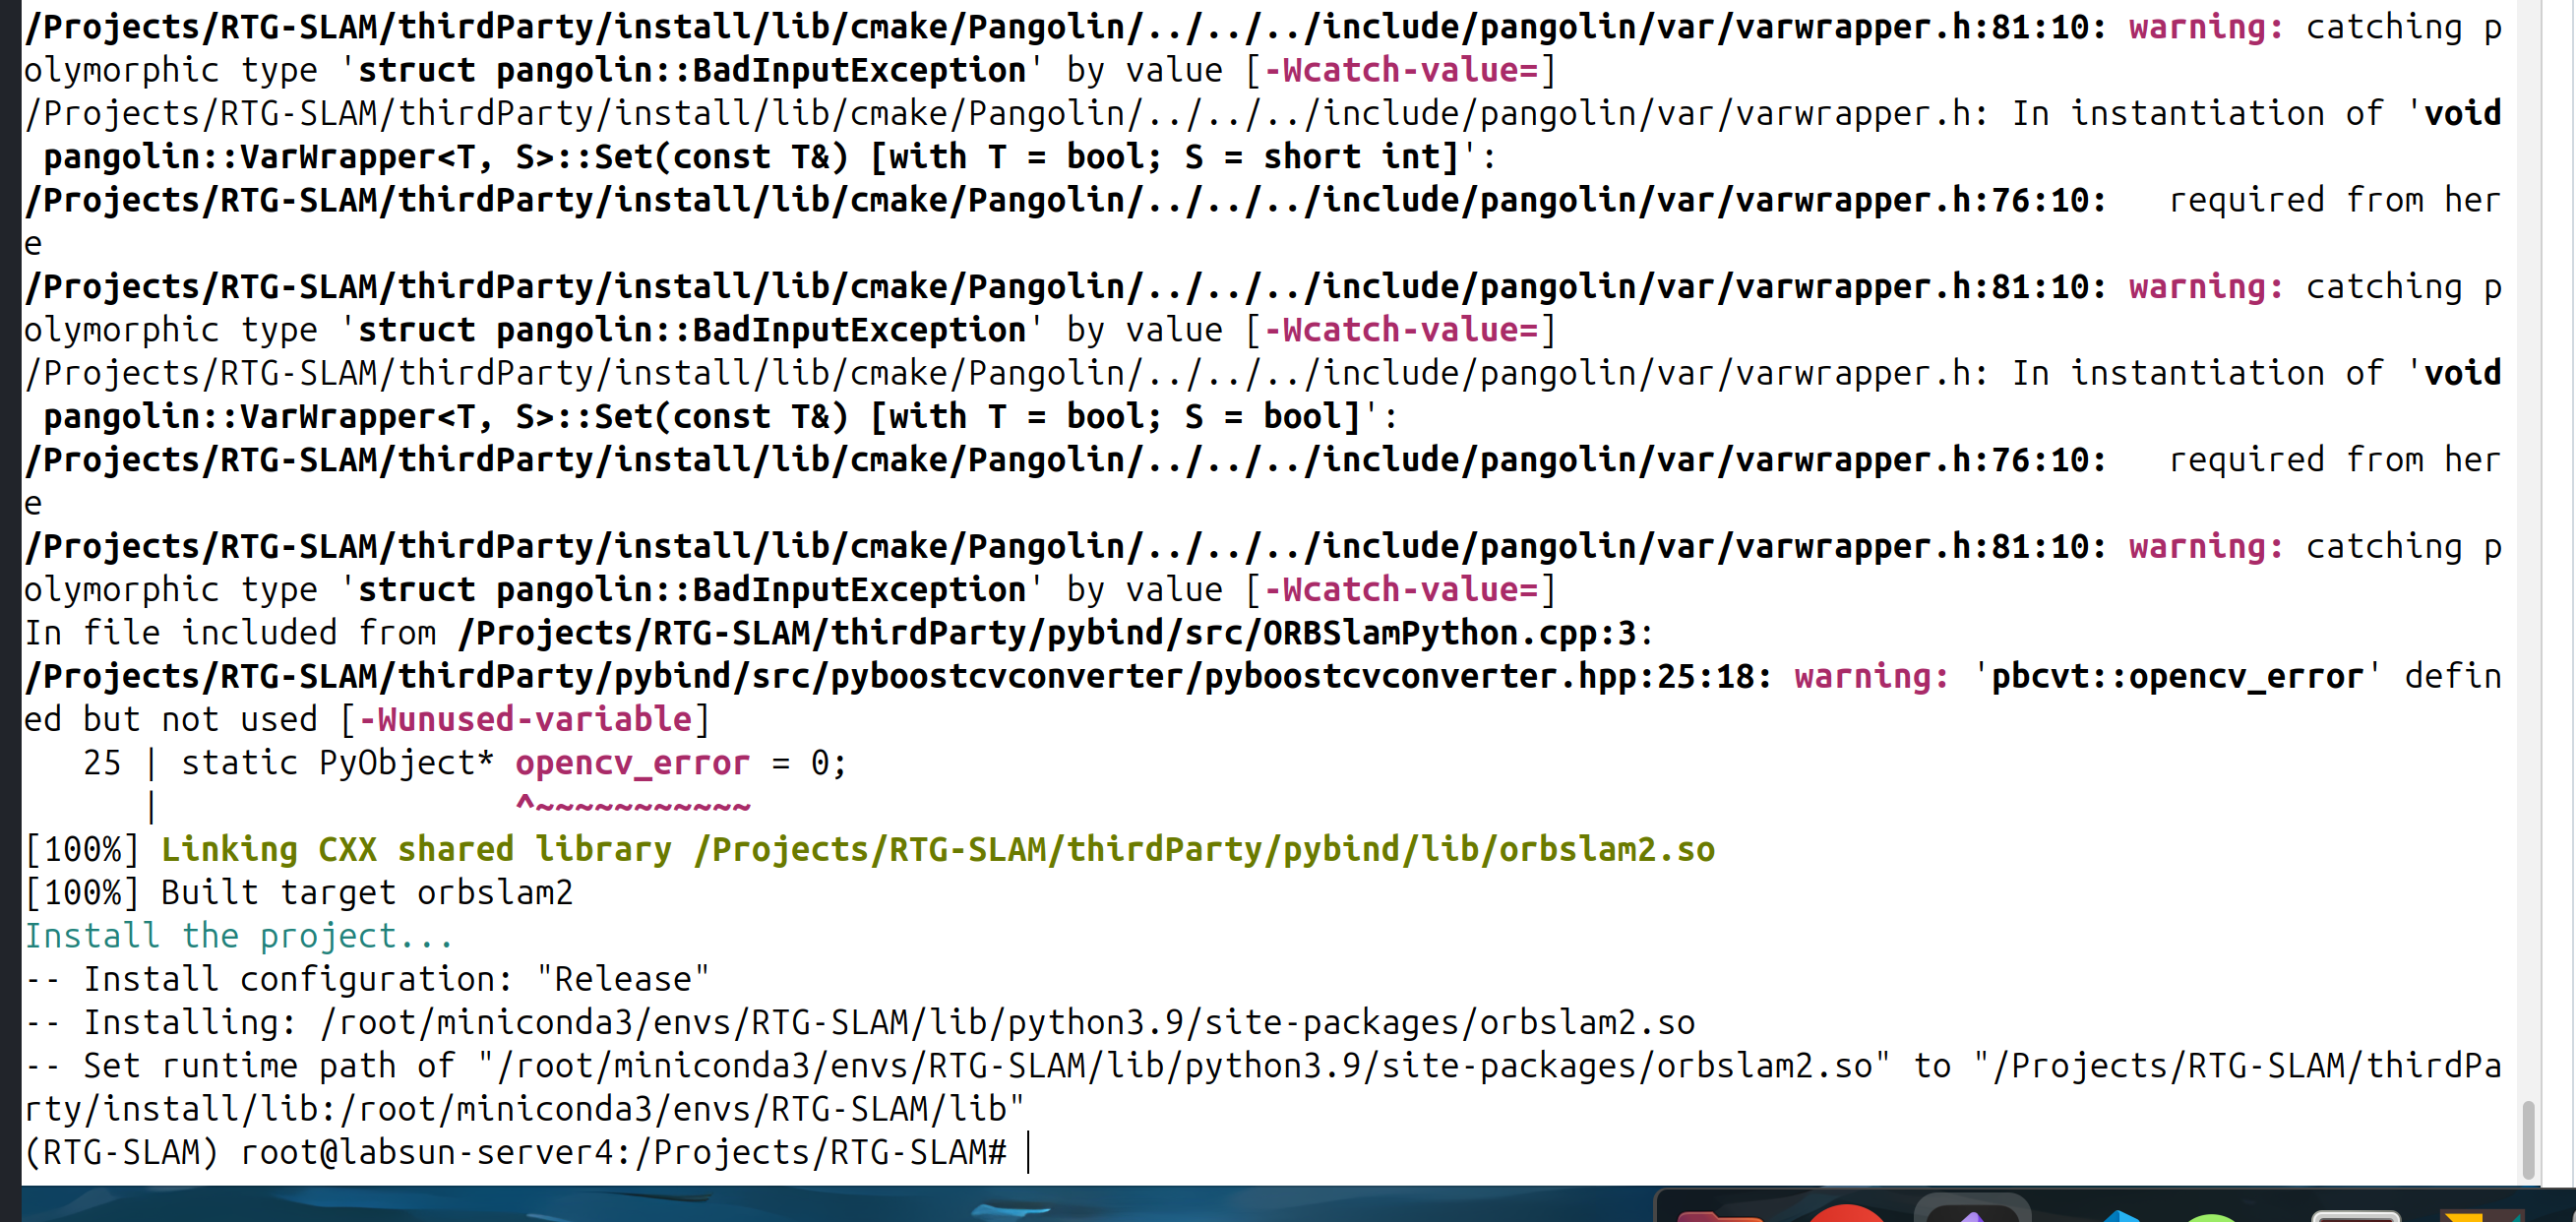 /Projects/RTG-SLAM/thirdParty/install/lib/cmake/Pangolin/../../../include/pangolin/var/varwrapper.h:81:10: warning: catching p
olymorphic type 'struct pangolin::BadInputException' by value [-Wcatch-value=]
/Projects/RTG-SLAM/thirdParty/install/lib/cmake/Pangolin/../../../include/pangolin/var/varwrapper.h: In instantiation of 'void
 pangolin::VarWrapper<T, S>::Set(const T&) [with T = bool; S = short int]':
/Projects/RTG-SLAM/thirdParty/install/lib/cmake/Pangolin/../../../include/pangolin/var/varwrapper.h:76:10:   required from her
e
/Projects/RTG-SLAM/thirdParty/install/lib/cmake/Pangolin/../../../include/pangolin/var/varwrapper.h:81:10: warning: catching p
olymorphic type 'struct pangolin::BadInputException' by value [-Wcatch-value=]
/Projects/RTG-SLAM/thirdParty/install/lib/cmake/Pangolin/../../../include/pangolin/var/varwrapper.h: In instantiation of 'void
 pangolin::VarWrapper<T, S>::Set(const T&) [with T = bool; S = bool]':
/Projects/RTG-SLAM/thirdParty/install/lib/cmake/Pangolin/../../../include/pangolin/var/varwrapper.h:76:10:   required from her
e
/Projects/RTG-SLAM/thirdParty/install/lib/cmake/Pangolin/../../../include/pangolin/var/varwrapper.h:81:10: warning: catching p
olymorphic type 'struct pangolin::BadInputException' by value [-Wcatch-value=]
In file included from /Projects/RTG-SLAM/thirdParty/pybind/src/ORBSlamPython.cpp:3:
/Projects/RTG-SLAM/thirdParty/pybind/src/pyboostcvconverter/pyboostcvconverter.hpp:25:18: warning: 'pbcvt::opencv_error' defin
ed but not used [-Wunused-variable]
   25 | static PyObject* opencv_error = 0;
      |                  ^~~~~~~~~~~~
[100%] Linking CXX shared library /Projects/RTG-SLAM/thirdParty/pybind/lib/orbslam2.so
[100%] Built target orbslam2
Install the project...
-- Install configuration: "Release"
-- Installing: /root/miniconda3/envs/RTG-SLAM/lib/python3.9/site-packages/orbslam2.so
-- Set runtime path of "/root/miniconda3/envs/RTG-SLAM/lib/python3.9/site-packages/orbslam2.so" to "/Projects/RTG-SLAM/thirdPa
rty/install/lib:/root/miniconda3/envs/RTG-SLAM/lib"
(RTG-SLAM) root@labsun-server4:/Projects/RTG-SLAM#